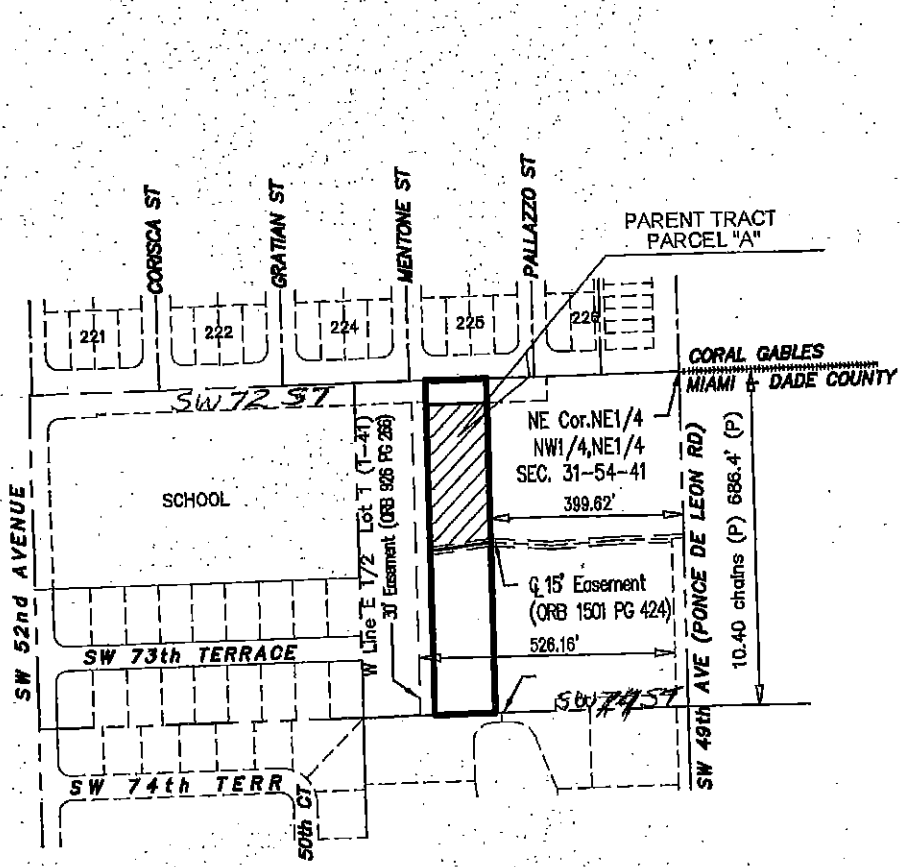 CORISCA ST
GRATIAN ST
MENTONE ST
PALLAZZO ST
PARENT TRACT
PARCEL "A"
221
222
224
225
226
CORAL GABLES
MIAMI - DADE COUNTY
SW 72 ST
NE Cor.NE1/4
NW1/4,NE1/4
SEC. 31-54-41
399.62'
SCHOOL
W Line E 1/2 Lot 1 (T-41)
30' Easement (ORB 926 PG 266)
℄ 15' Easement
(ORB 1501 PG 424)
526.16'
10.40 chains (P) 686.4' (P)
SW 52nd AVENUE
SW 49th AVE (PONCE DE LEON RD)
SW 73th TERRACE
SW 74 ST
SW 74th TERR
50th CT